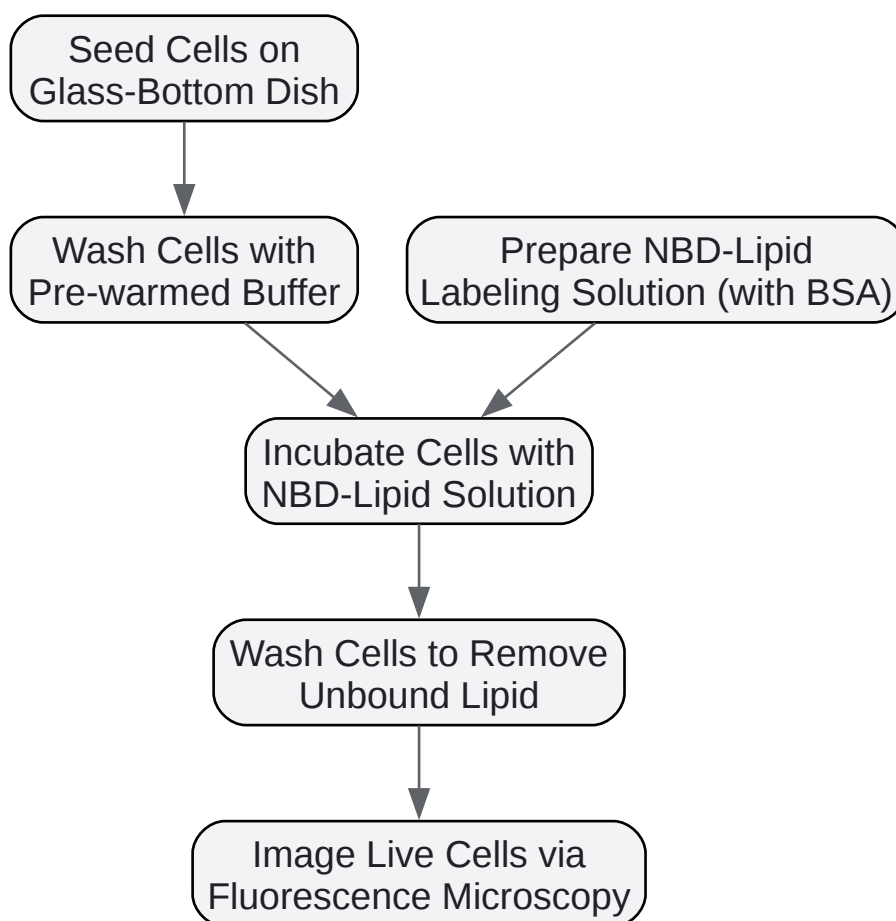 Seed Cells on
Glass-Bottom Dish
Wash Cells with
Pre-warmed Buffer
Prepare NBD-Lipid
Labeling Solution (with BSA)
Incubate Cells with
NBD-Lipid Solution
Wash Cells to Remove
Unbound Lipid
Image Live Cells via
Fluorescence Microscopy